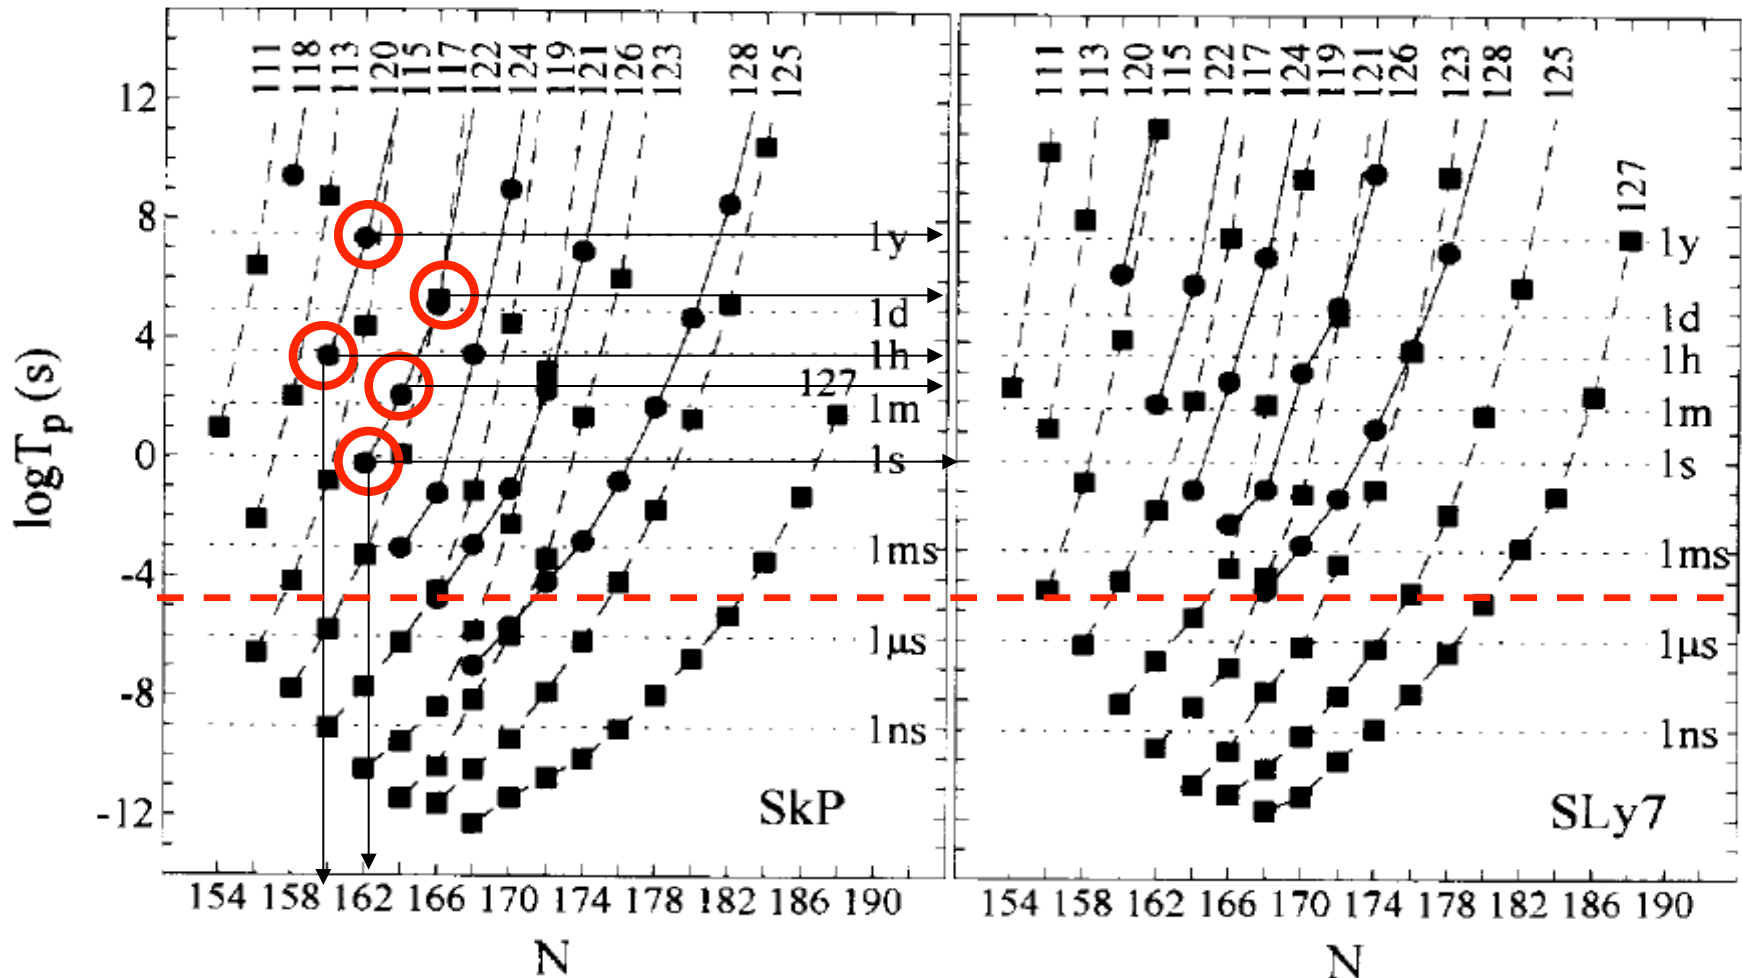 111 118 113 120 115 117 122 124 119 121 126 123 128 125
111 113 120 115 122 117 124 119 121 126 123 128 125
12
8
4
0
-4
-8
-12
logTp (s)
1y
1d
1h
127
1m
1s
1ms
1μs
1ns
SkP
127
1y
1d
1h
1m
1s
1ms
1μs
1ns
SLy7
154 158 162 166 170 174 178 182 186 190
154 158 162 166 170 174 178 182 186 190
N
N